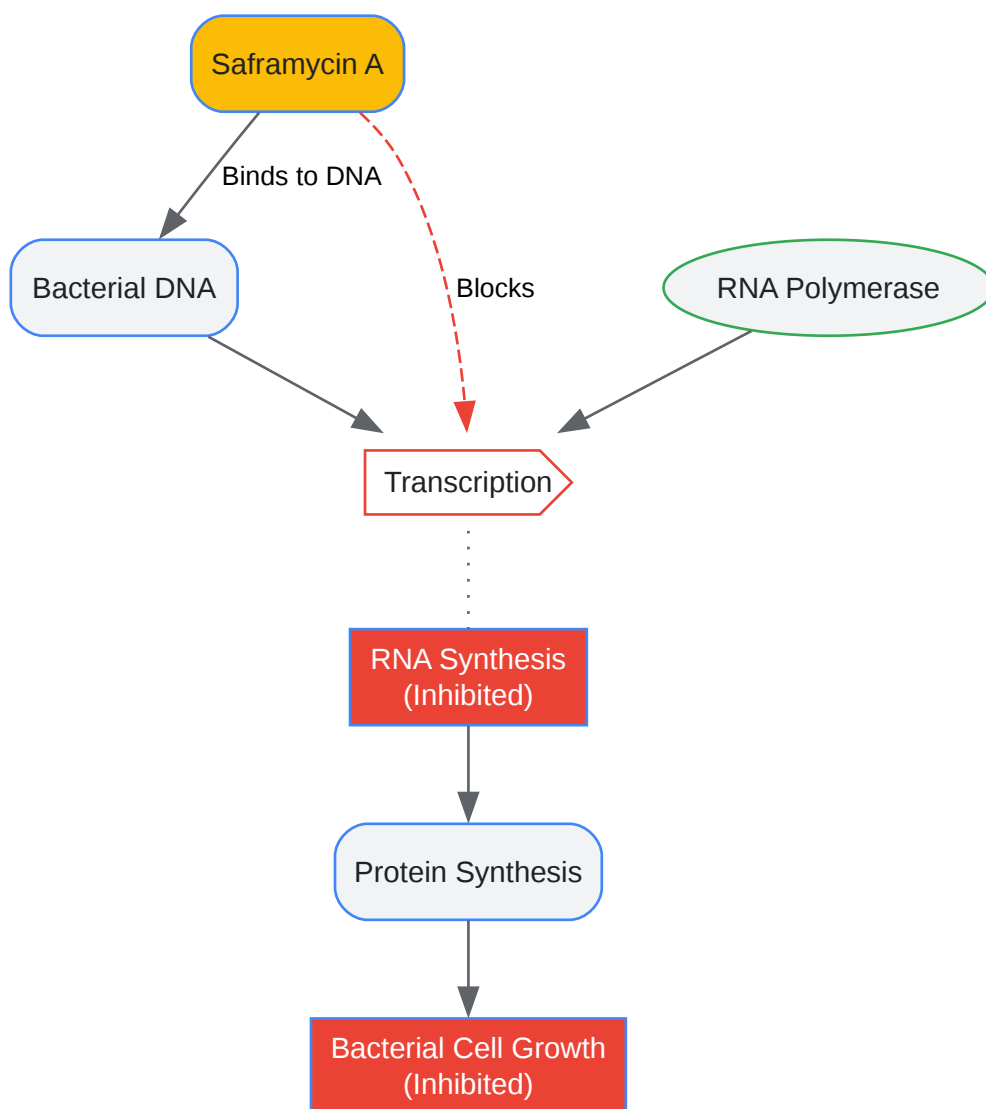 Saframycin A
Binds to DNA
Bacterial DNA
Blocks
RNA Polymerase
Transcription
RNA Synthesis
(Inhibited)
Protein Synthesis
Bacterial Cell Growth
(Inhibited)